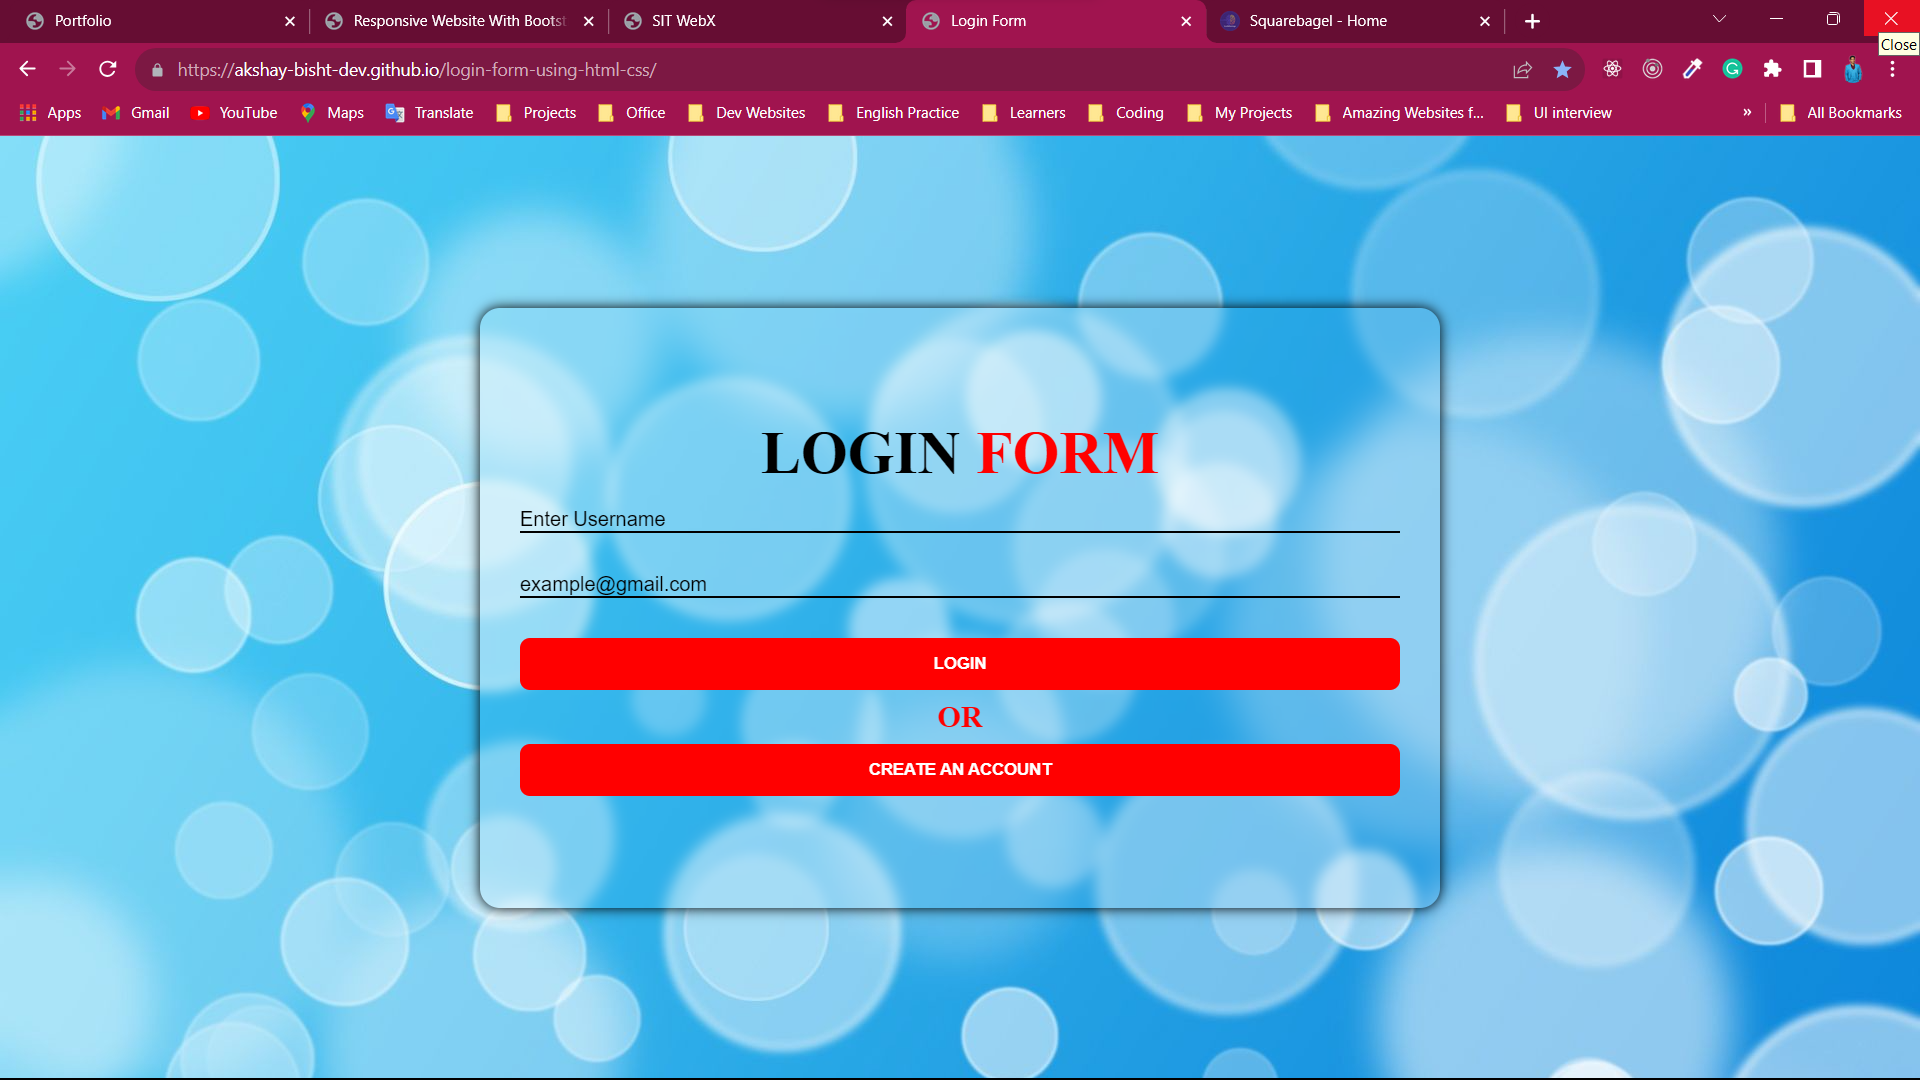 Portfolio
Responsive Website With Bootst
SIT WebX
Login Form
Squarebagel - Home
Close
https://akshay-bisht-dev.github.io/login-form-using-html-css/
Apps
Gmail
YouTube
Maps
Translate
Projects
Office
Dev Websites
English Practice
Learners
Coding
My Projects
Amazing Websites f...
UI interview
»
All Bookmarks
LOGIN FORM
Enter Username
example@gmail.com
LOGIN
OR
CREATE AN ACCOUNT